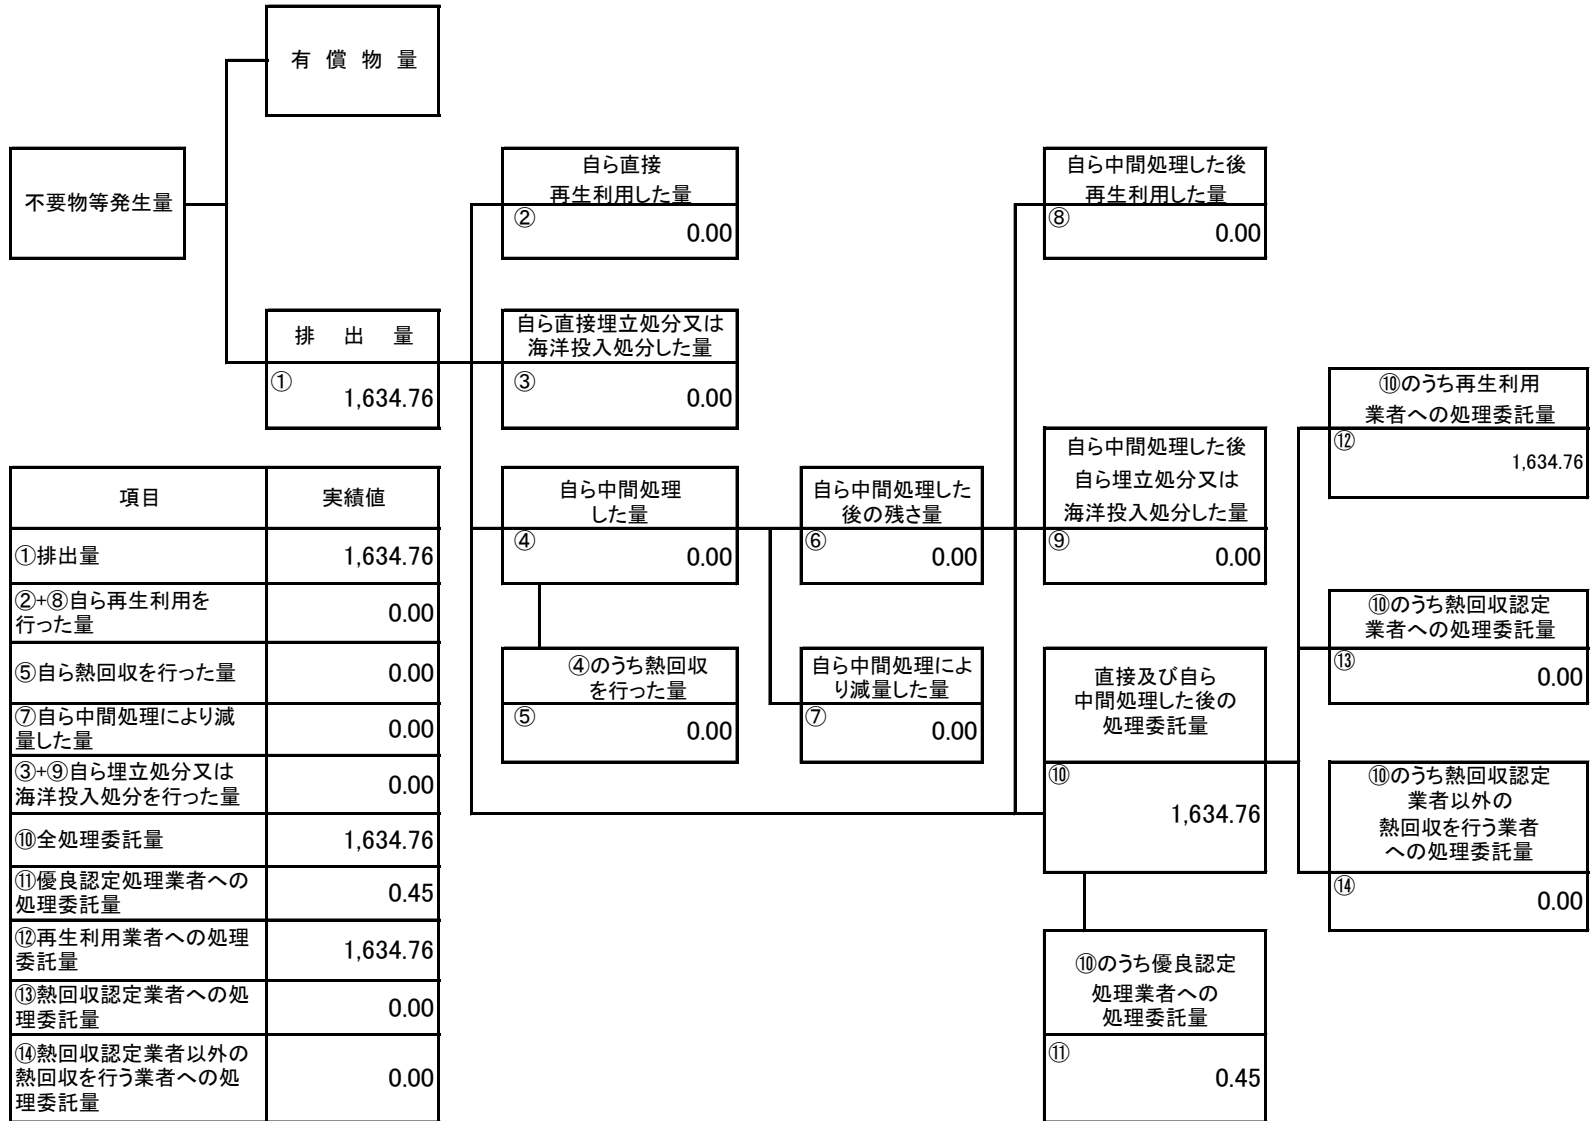 有 償 物 量
不要物等発生量
自ら直接
再生利用した量
②
0.00
自ら中間処理した後
再生利用した量
⑧
0.00
排 出 量
①
1,634.76
自ら直接埋立処分又は
海洋投入処分した量
③
0.00
⑩のうち再生利用
業者への処理委託量
⑫
1,634.76
自ら中間処理した後
自ら埋立処分又は
海洋投入処分した量
⑨
0.00
自ら中間処理
した量
④
0.00
自ら中間処理した
後の残さ量
⑥
0.00
⑩のうち熱回収認定
業者への処理委託量
⑬
0.00
④のうち熱回収
を行った量
⑤
0.00
自ら中間処理によ
り減量した量
⑦
0.00
直接及び自ら
中間処理した後の
処理委託量
⑩
1,634.76
⑩のうち熱回収認定
業者以外の
熱回収を行う業者
への処理委託量
⑭
0.00
⑩のうち優良認定
処理業者への
処理委託量
⑪
0.45
項目 実績値
①排出量 1,634.76
②+⑧自ら再生利用を
行った量 0.00
⑤自ら熱回収を行った量 0.00
⑦自ら中間処理により減
量した量 0.00
③+⑨自ら埋立処分又は
海洋投入処分を行った量 0.00
⑩全処理委託量 1,634.76
⑪優良認定処理業者への
処理委託量 0.45
⑫再生利用業者への処理
委託量 1,634.76
⑬熱回収認定業者への処
理委託量 0.00
⑭熱回収認定業者以外の
熱回収を行う業者への処
理委託量 0.00